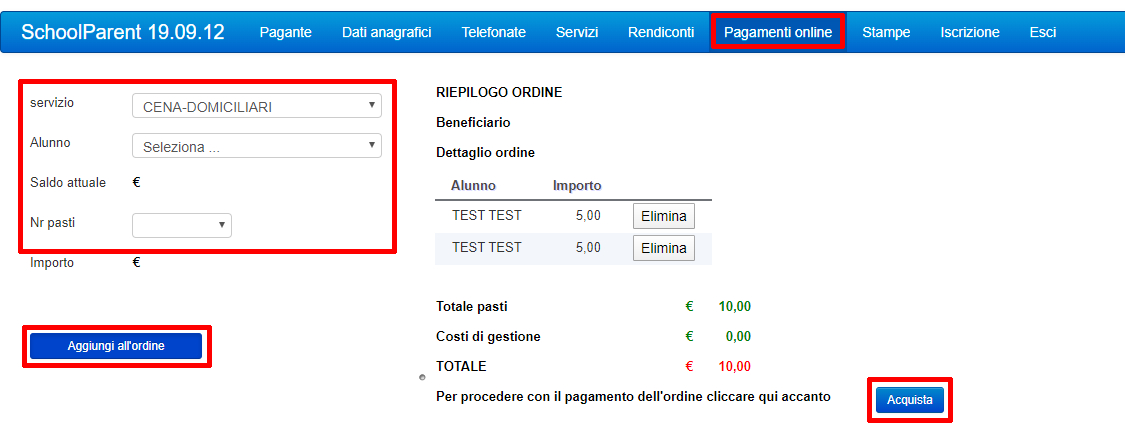 SchoolParent 19.09.12 Pagante Dati anagrafici Telefonate Servizi Rendiconti Pagamenti online Stampe Iscrizione Esci
servizio CENA-DOMICILIARI
Alunno Seleziona ...
Saldo attuale €
Nr pasti
Importo €
Aggiungi all'ordine
RIEPILOGO ORDINE
Beneficiario
Dettaglio ordine
Alunno Importo
TEST TEST 5,00 Elimina
TEST TEST 5,00 Elimina
Totale pasti € 10,00
Costi di gestione € 0,00
TOTALE € 10,00
Per procedere con il pagamento dell'ordine cliccare qui accanto Acquista